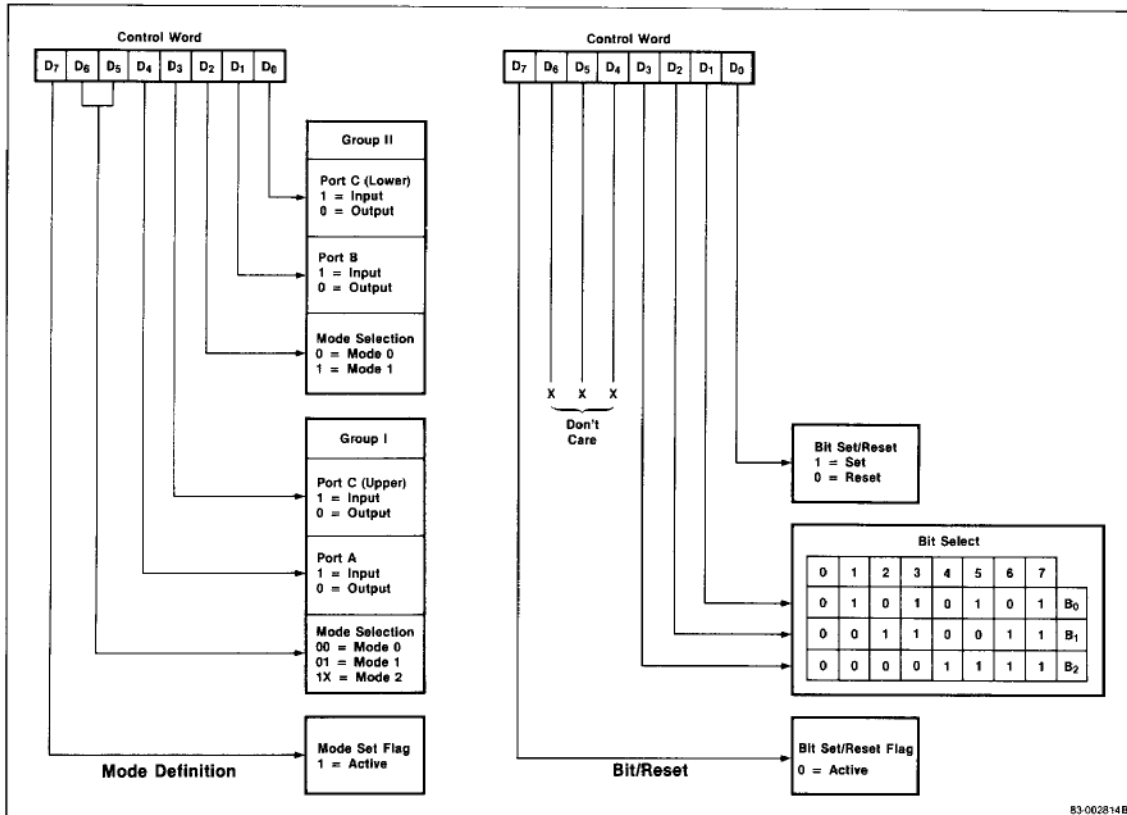 Control Word
D7 D6 D5 D4 D3 D2 D1 D0
Group II
Port C (Lower)
1 = Input
0 = Output
Port B
1 = Input
0 = Output
Mode Selection
0 = Mode 0
1 = Mode 1
Group I
Port C (Upper)
1 = Input
0 = Output
Port A
1 = Input
0 = Output
Mode Selection
00 = Mode 0
01 = Mode 1
1X = Mode 2
Mode Set Flag
1 = Active
Mode Definition
Control Word
D7 D6 D5 D4 D3 D2 D1 D0
X X X
Don't
Care
Bit Set/Reset
1 = Set
0 = Reset
Bit Select
0 1 2 3 4 5 6 7
0 1 0 1 0 1 0 1 B0
0 0 1 1 0 0 1 1 B1
0 0 0 0 1 1 1 1 B2
Bit Set/Reset Flag
0 = Active
Bit/Reset
83-002814B